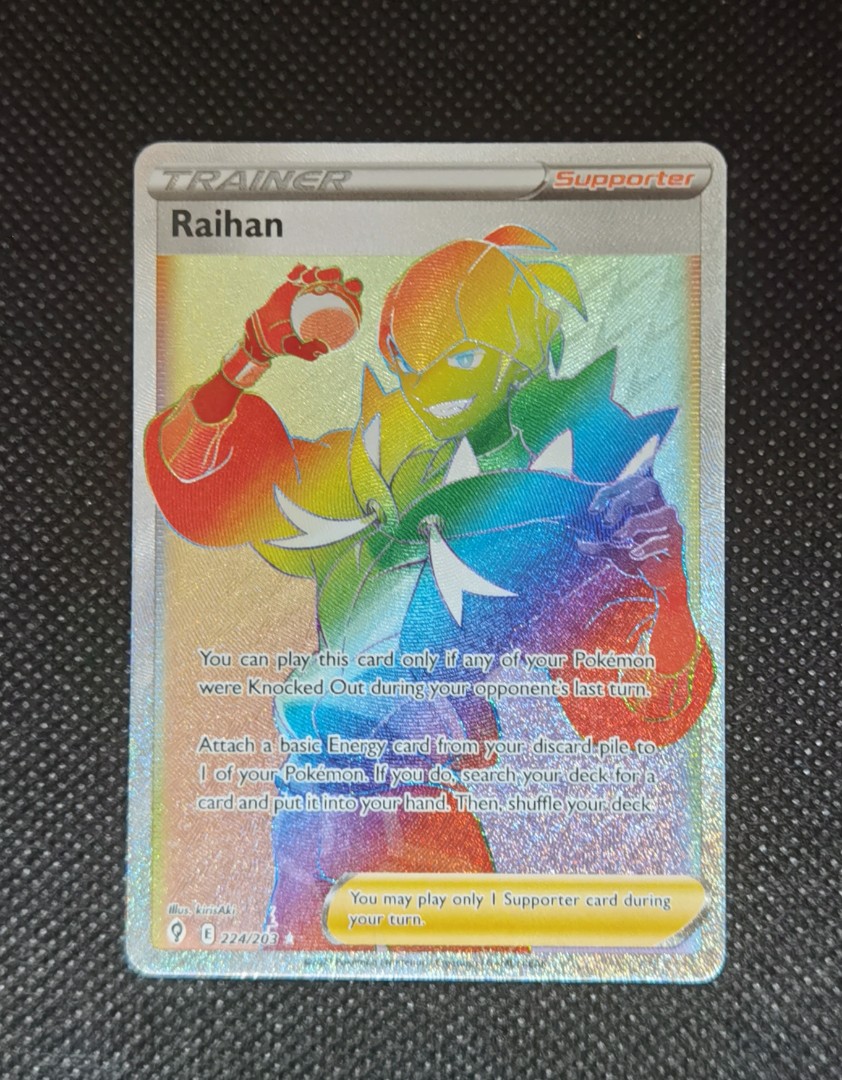 TRAINER Supporter
Raihan
You can play this card only if any of your Pokémon
were Knocked Out during your opponent's last turn.
Attach a basic Energy card from your discard pile to
1 of your Pokémon. If you do, search your deck for a
card and put it into your hand. Then, shuffle your deck.
You may play only 1 Supporter card during
your turn.
Illus. kirisAki
E 224/203